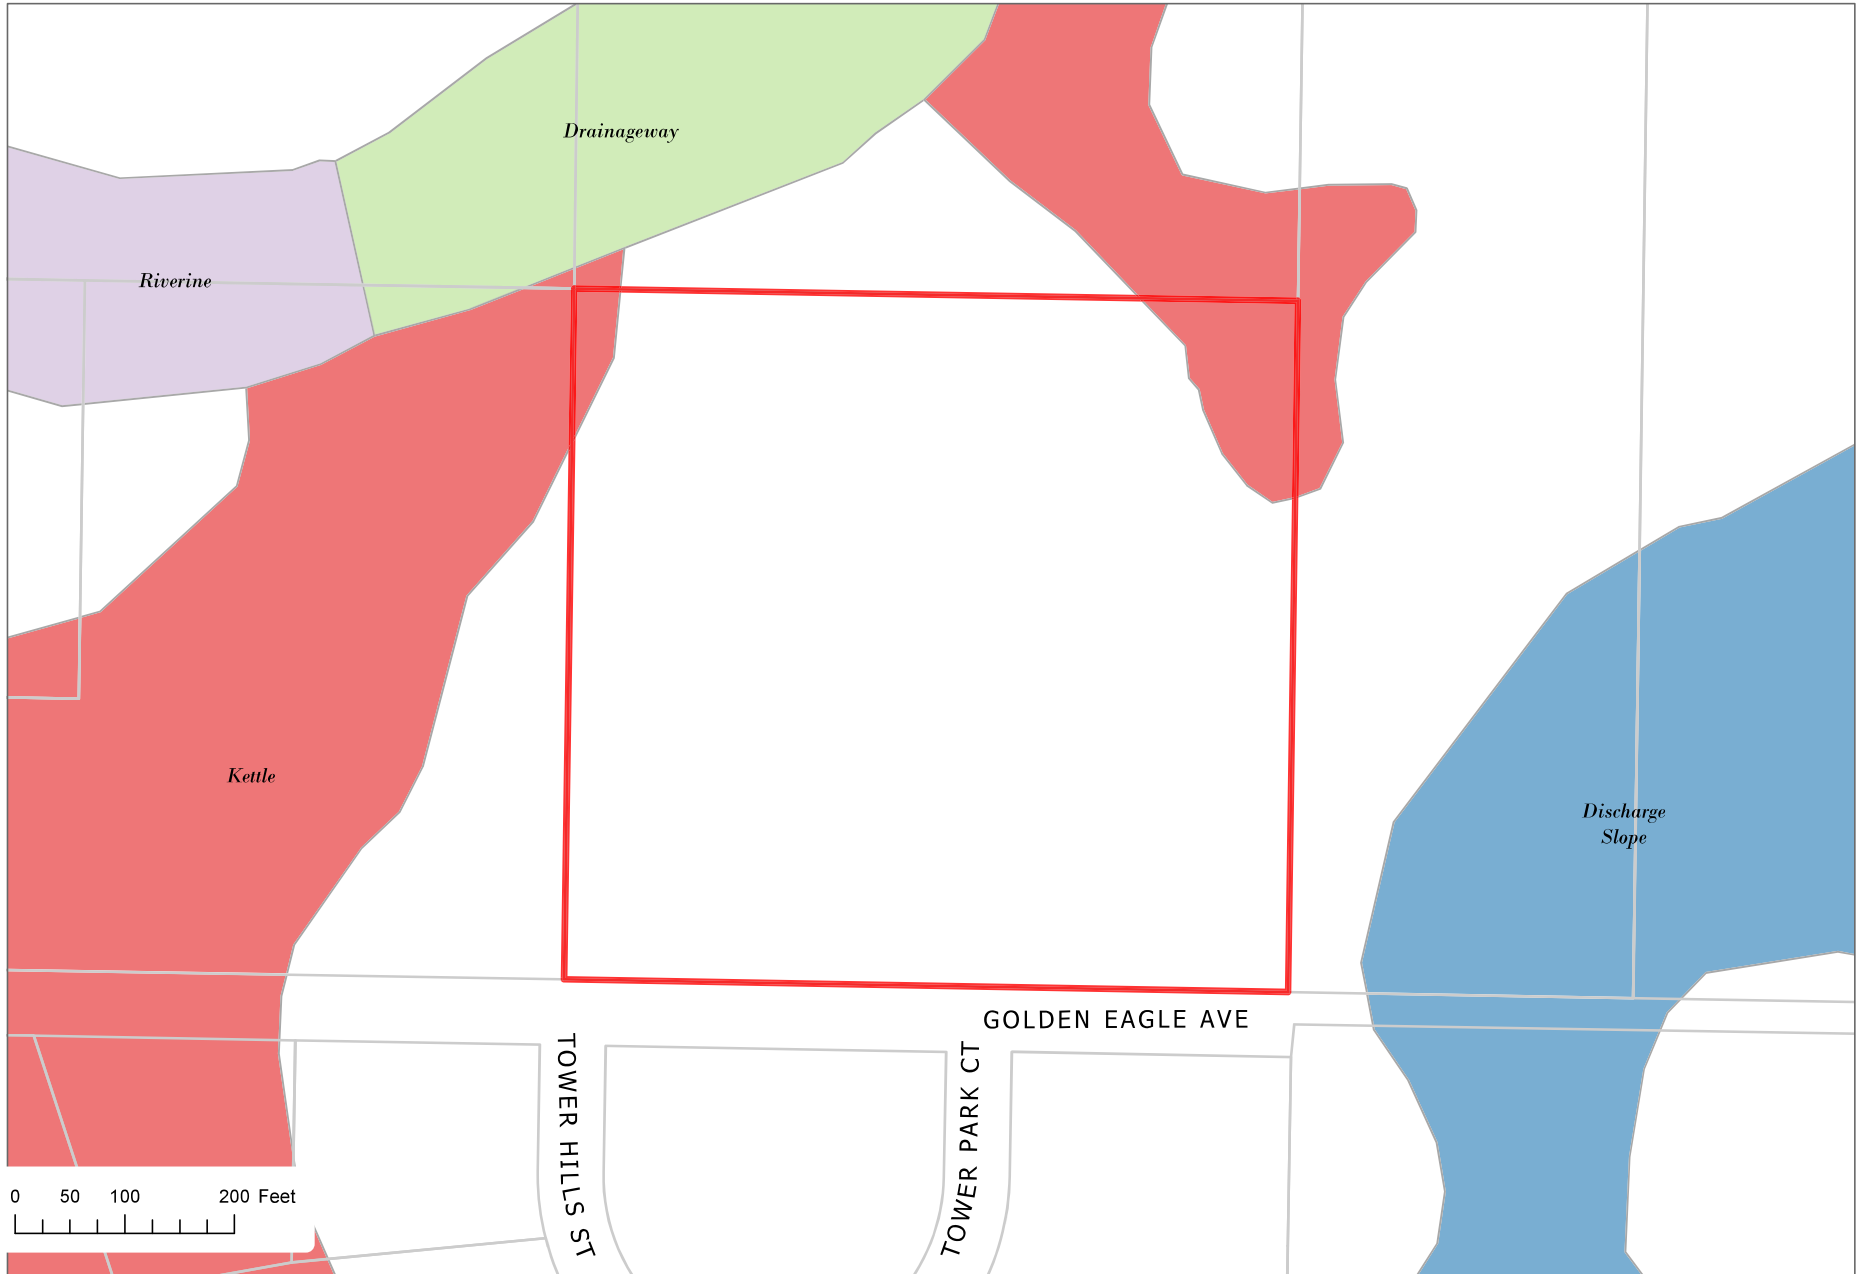 Drainageway
Riverine
Kettle
Discharge
Slope
GOLDEN EAGLE AVE
TOWER HILLS ST
TOWER PARK CT
0 50 100 200 Feet